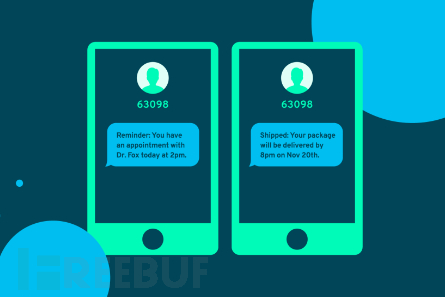 63098
Reminder: You have
an appointment with
Dr. Fox today at 2pm.
63098
Shipped: Your package
will be delivered by
8pm on Nov 20th.
FREEBUF